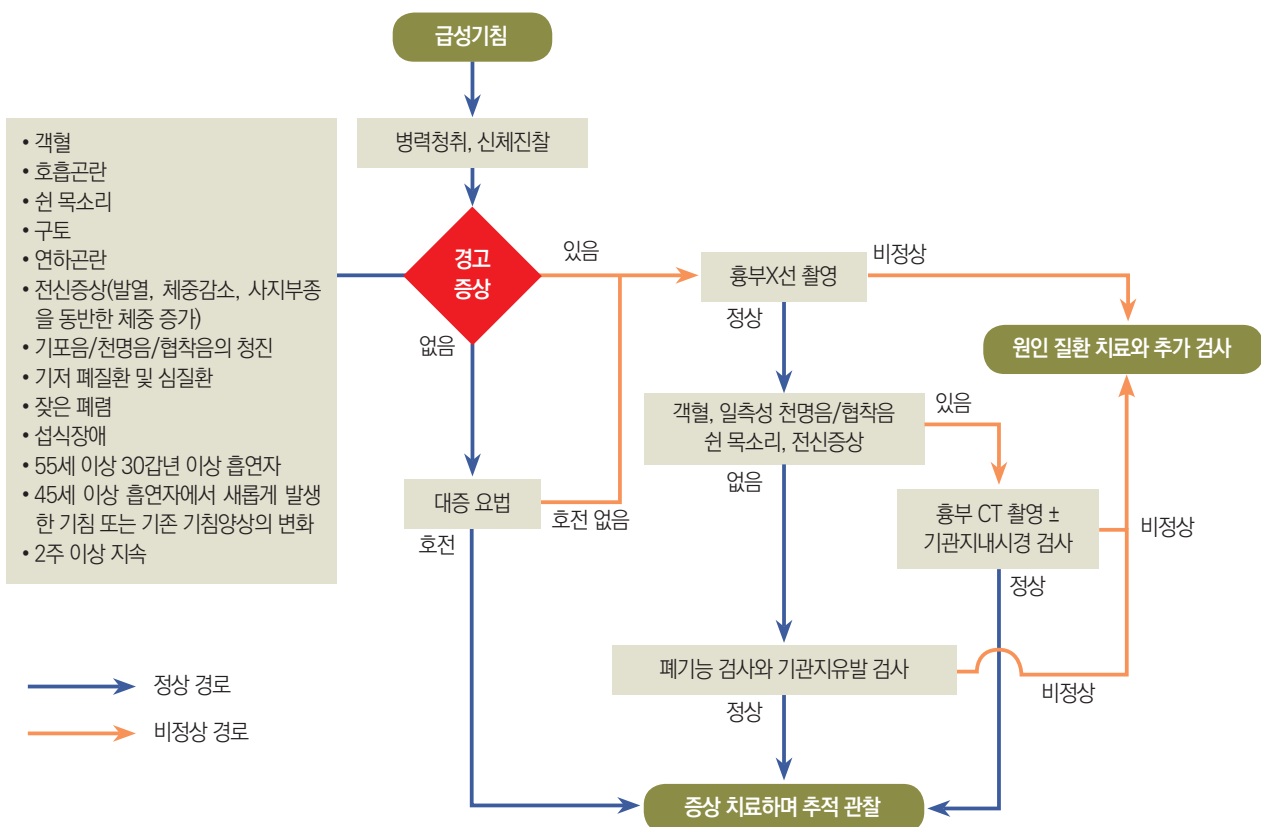 급성기침
병력청취, 신체진찰
• 객혈
• 호흡곤란
• 쉰 목소리
• 구토
• 연하곤란
• 전신증상(발열, 체중감소, 사지부종
을 동반한 체중 증가)
• 기포음/천명음/협착음의 청진
• 기저 폐질환 및 심질환
• 잦은 폐렴
• 섭식장애
• 55세 이상 30갑년 이상 흡연자
• 45세 이상 흡연자에서 새롭게 발생
한 기침 또는 기존 기침양상의 변화
• 2주 이상 지속
경고
증상
있음
없음
흉부X선 촬영
비정상
정상
원인 질환 치료와 추가 검사
객혈, 일측성 천명음/협착음
쉰 목소리, 전신증상
있음
없음
대증 요법
호전 없음
호전
흉부 CT 촬영 ±
기관지내시경 검사
비정상
정상
폐기능 검사와 기관지유발 검사
비정상
정상
정상 경로
비정상 경로
증상 치료하며 추적 관찰